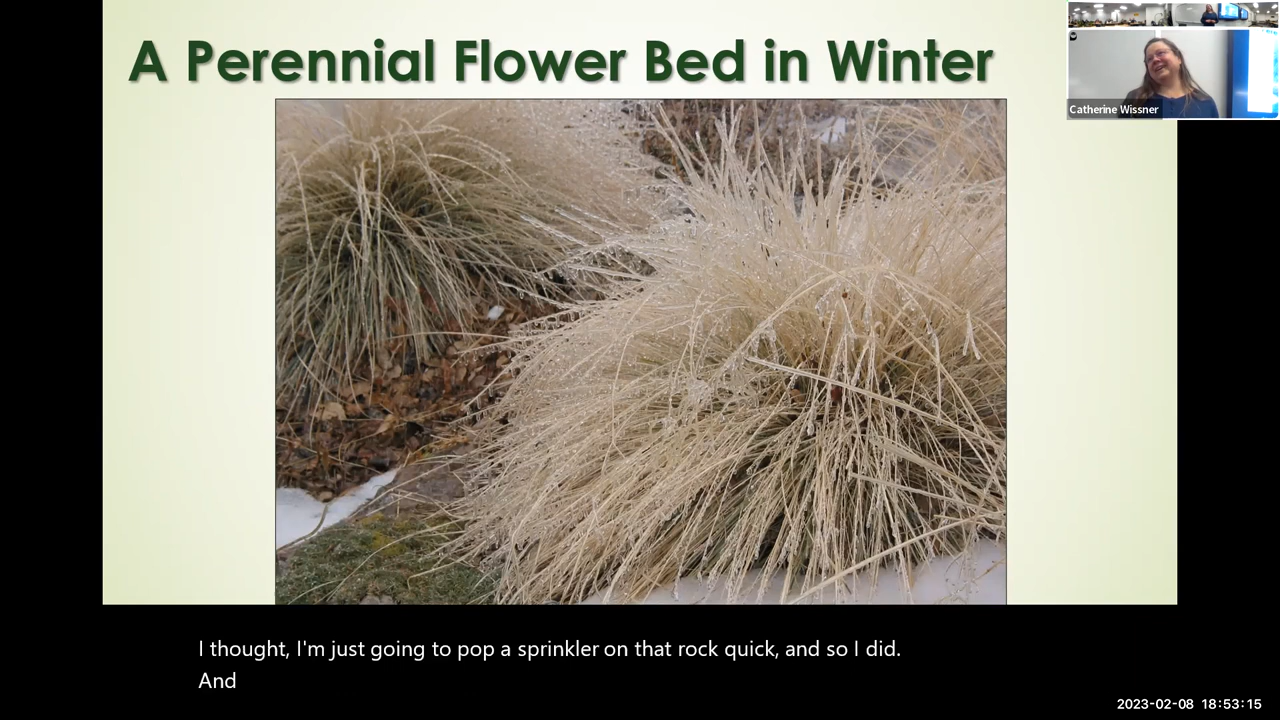 A Perennial Flower Bed in Winter
Catherine Wissner
I thought, I'm just going to pop a sprinkler on that rock quick, and so I did.
And
2023-02-08 18:53:15